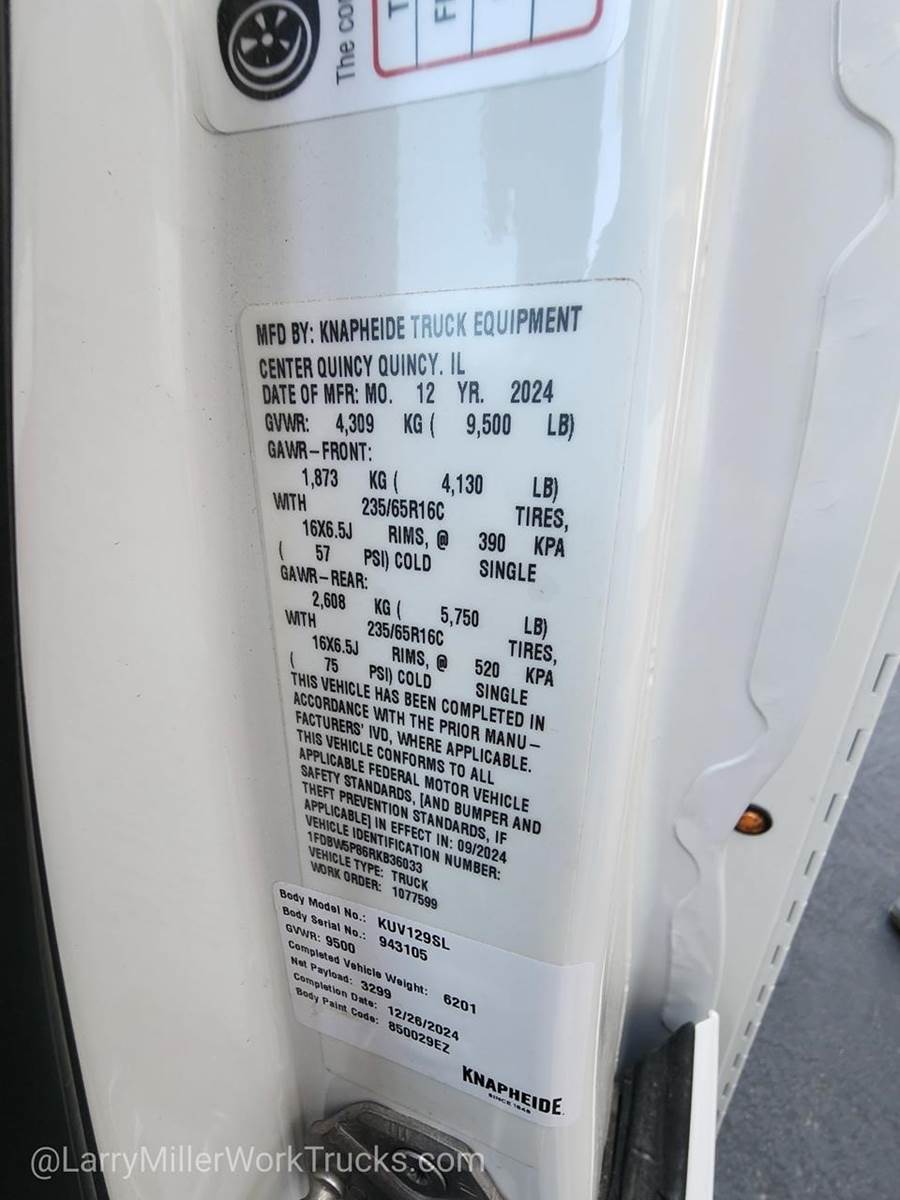 The
T
MFD BY: KNAPHEIDE TRUCK EQUIPMENT
CENTER QUINCY QUINCY. IL
DATE OF MFR: MO. 12 YR. 2024
GVWR: 4,309 KG ( 9,500 LB)
GAWR-FRONT:
1,873 KG ( 4,130 LB)
WITH 235/65R16C TIRES,
16X6.5J RIMS, @ 390 KPA
( 57 PSI) COLD SINGLE
GAWR-REAR:
2,608 KG ( 5,750 LB)
WITH 235/65R16C TIRES,
16X6.5J RIMS, @ 520 KPA
( 75 PSI) COLD SINGLE
THIS VEHICLE HAS BEEN COMPLETED IN
ACCORDANCE WITH THE PRIOR MANU-
FACTURERS' IVD, WHERE APPLICABLE.
THIS VEHICLE CONFORMS TO ALL
APPLICABLE FEDERAL MOTOR VEHICLE
SAFETY STANDARDS, [AND BUMPER AND
THEFT PREVENTION STANDARDS, IF
APPLICABLE] IN EFFECT IN: 09/2024
VEHICLE IDENTIFICATION NUMBER:
1FDBW5P86RKB36033
VEHICLE TYPE: TRUCK
WORK ORDER: 1077599
Body Model No.: KUV129SL
Body Serial No.: 943105
GVWR: 9500
Completed Vehicle Weight: 6201
Net Payload: 3299
Completion Date: 12/26/2024
Body Paint Code: 850029EZ
KNAPHEIDE
SINCE 1848
@LarryMillerWorkTrucks.com